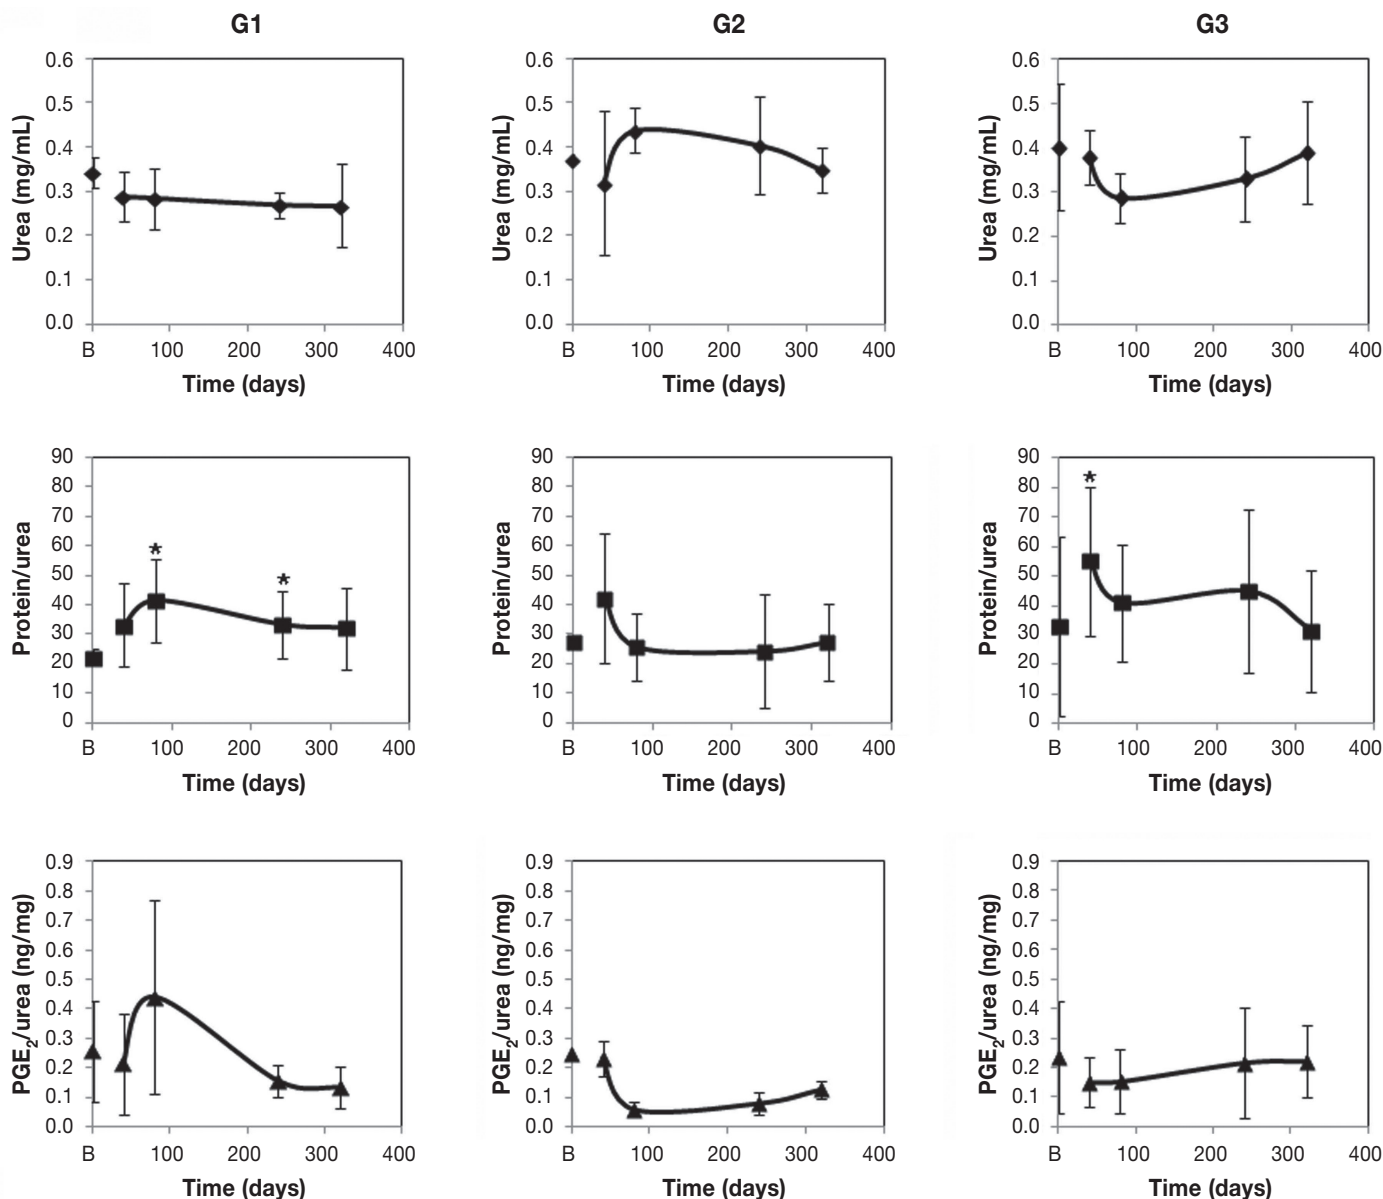 G1 G2 G3
Urea (mg/mL)
0.6
0.5
0.4
0.3
0.2
0.1
0.0
B 100 200 300 400
Time (days)
Urea (mg/mL)
0.6
0.5
0.4
0.3
0.2
0.1
0.0
B 100 200 300 400
Time (days)
Urea (mg/mL)
0.6
0.5
0.4
0.3
0.2
0.1
0.0
B 100 200 300 400
Time (days)
Protein/urea
90
80
70
60
50
40
30
20
10
0
* *
B 100 200 300 400
Time (days)
Protein/urea
90
80
70
60
50
40
30
20
10
0
B 100 200 300 400
Time (days)
Protein/urea
90
80
70
60
50
40
30
20
10
0
*
B 100 200 300 400
Time (days)
PGE₂/urea (ng/mg)
0.9
0.8
0.7
0.6
0.5
0.4
0.3
0.2
0.1
0.0
B 100 200 300 400
Time (days)
PGE₂/urea (ng/mg)
0.9
0.8
0.7
0.6
0.5
0.4
0.3
0.2
0.1
0.0
B 100 200 300 400
Time (days)
PGE₂/urea (ng/mg)
0.9
0.8
0.7
0.6
0.5
0.4
0.3
0.2
0.1
0.0
B 100 200 300 400
Time (days)